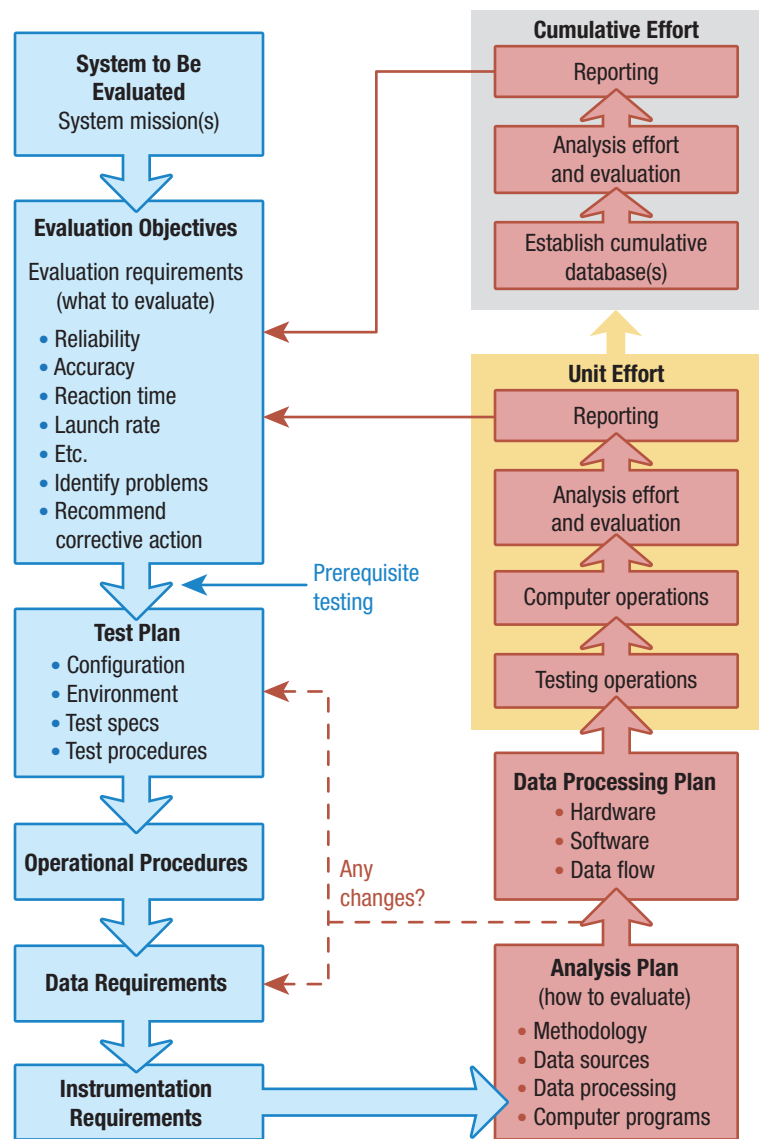 System to Be
Evaluated
System mission(s)
Evaluation Objectives
Evaluation requirements
(what to evaluate)
• Reliability
• Accuracy
• Reaction time
• Launch rate
• Etc.
• Identify problems
• Recommend
corrective action
Prerequisite
testing
Test Plan
• Configuration
• Environment
• Test specs
• Test procedures
Operational Procedures
Any
changes?
Data Requirements
Instrumentation
Requirements
Analysis Plan
(how to evaluate)
• Methodology
• Data sources
• Data processing
• Computer programs
Data Processing Plan
• Hardware
• Software
• Data flow
Unit Effort
Reporting
Analysis effort
and evaluation
Computer operations
Testing operations
Cumulative Effort
Reporting
Analysis effort
and evaluation
Establish cumulative
database(s)